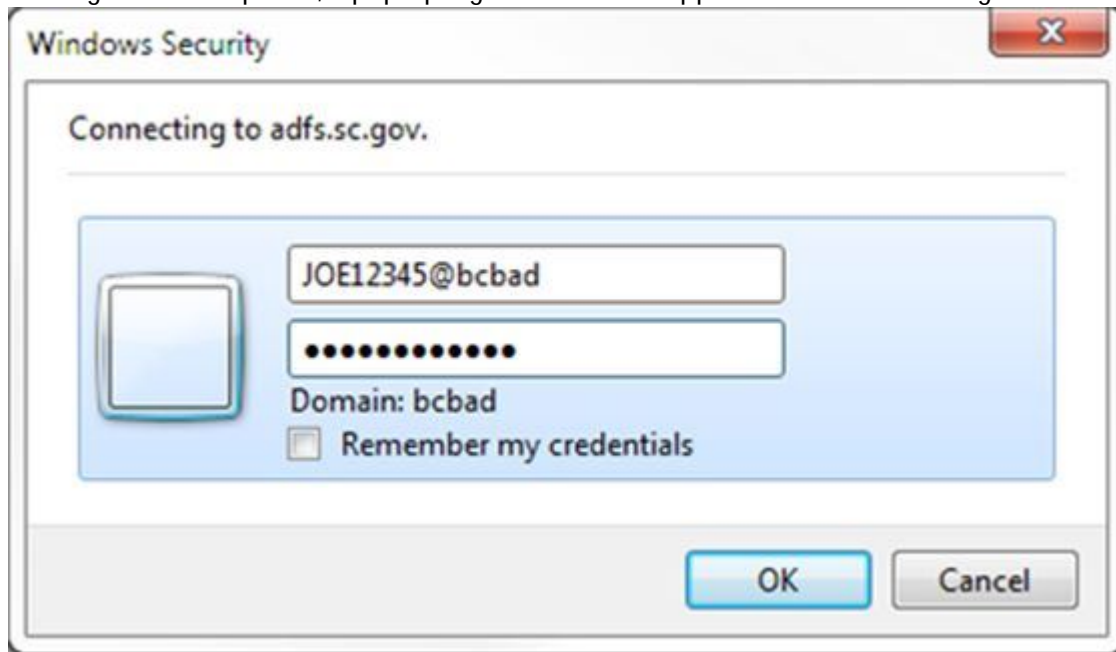 Windows Security
Connecting to adfs.sc.gov.
JOE12345@bcbad
●●●●●●●●●●●●
Domain: bcbad
Remember my credentials
OK Cancel